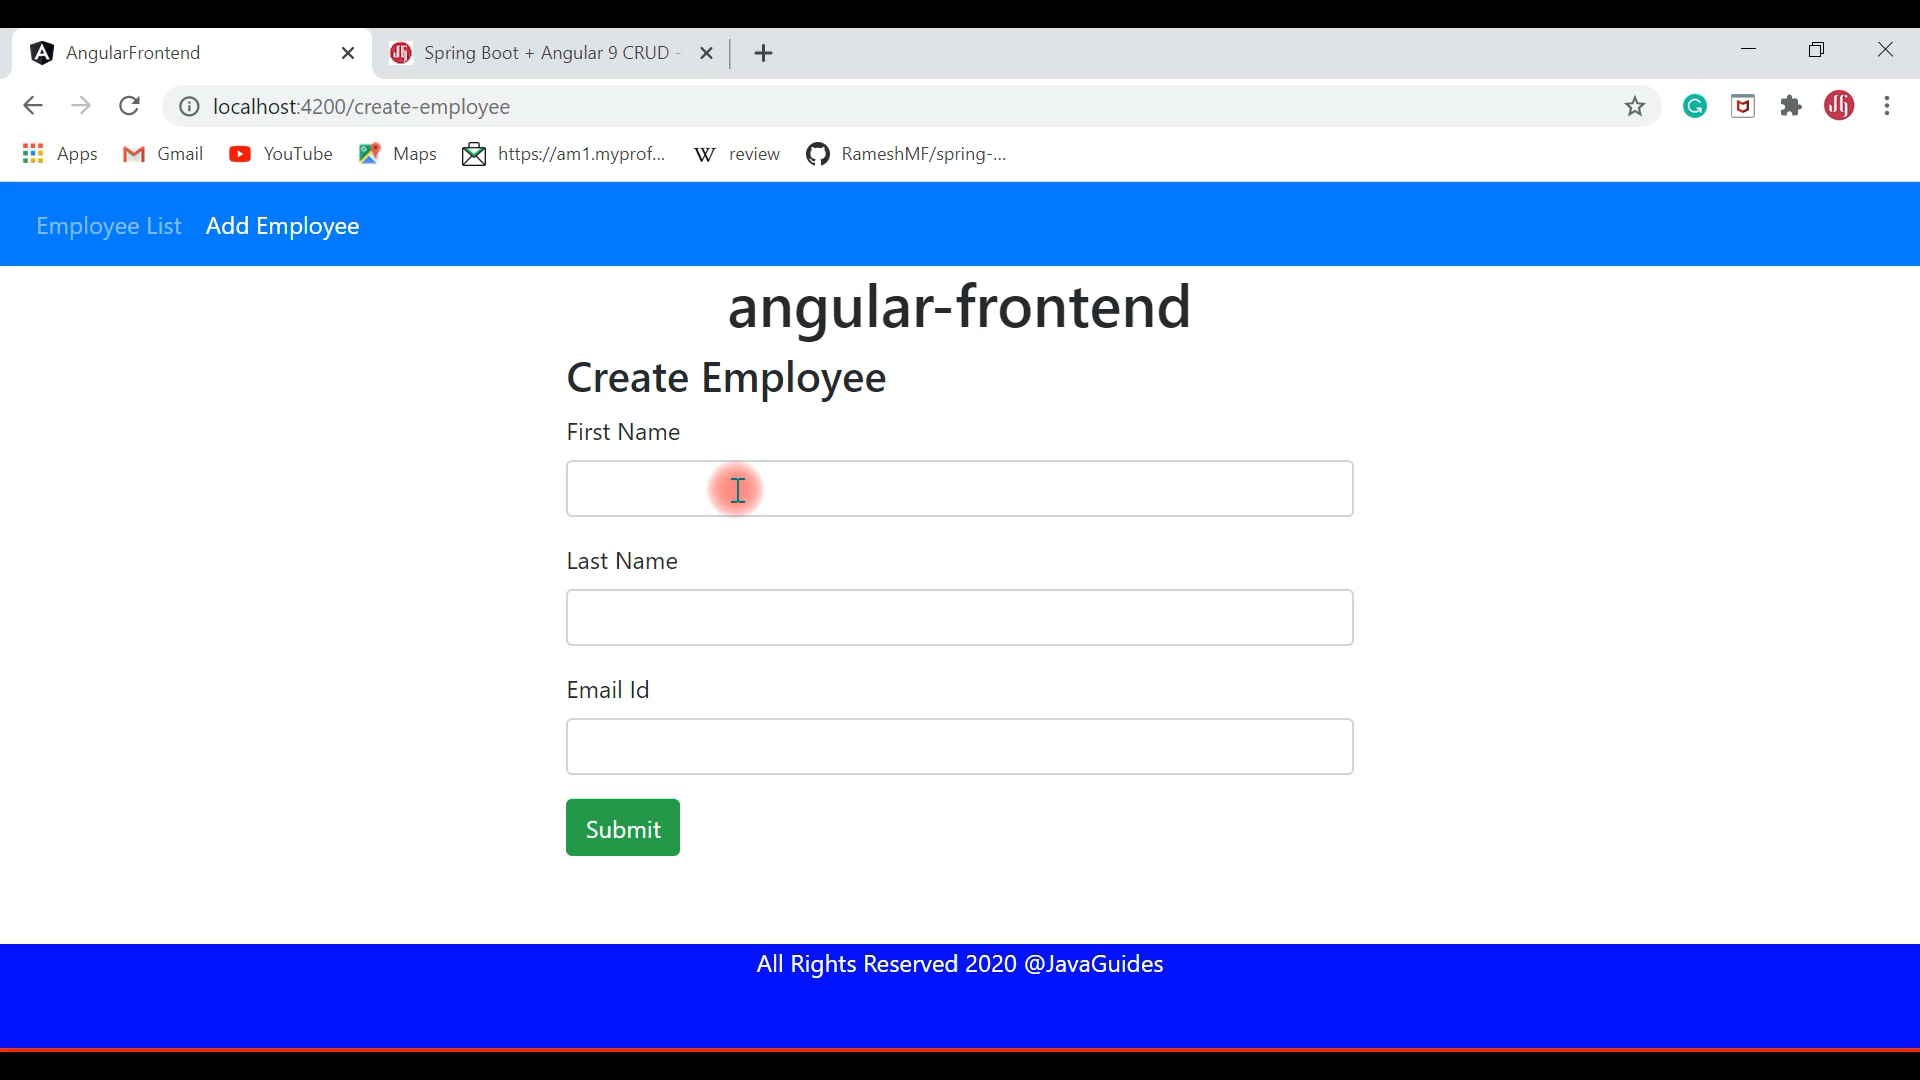 AngularFrontend
Spring Boot + Angular 9 CRUD -
localhost:4200/create-employee
Apps Gmail YouTube Maps https://am1.myprof... review RameshMF/spring-...
Employee List Add Employee
angular-frontend
Create Employee
First Name
Last Name
Email Id
Submit
All Rights Reserved 2020 @JavaGuides